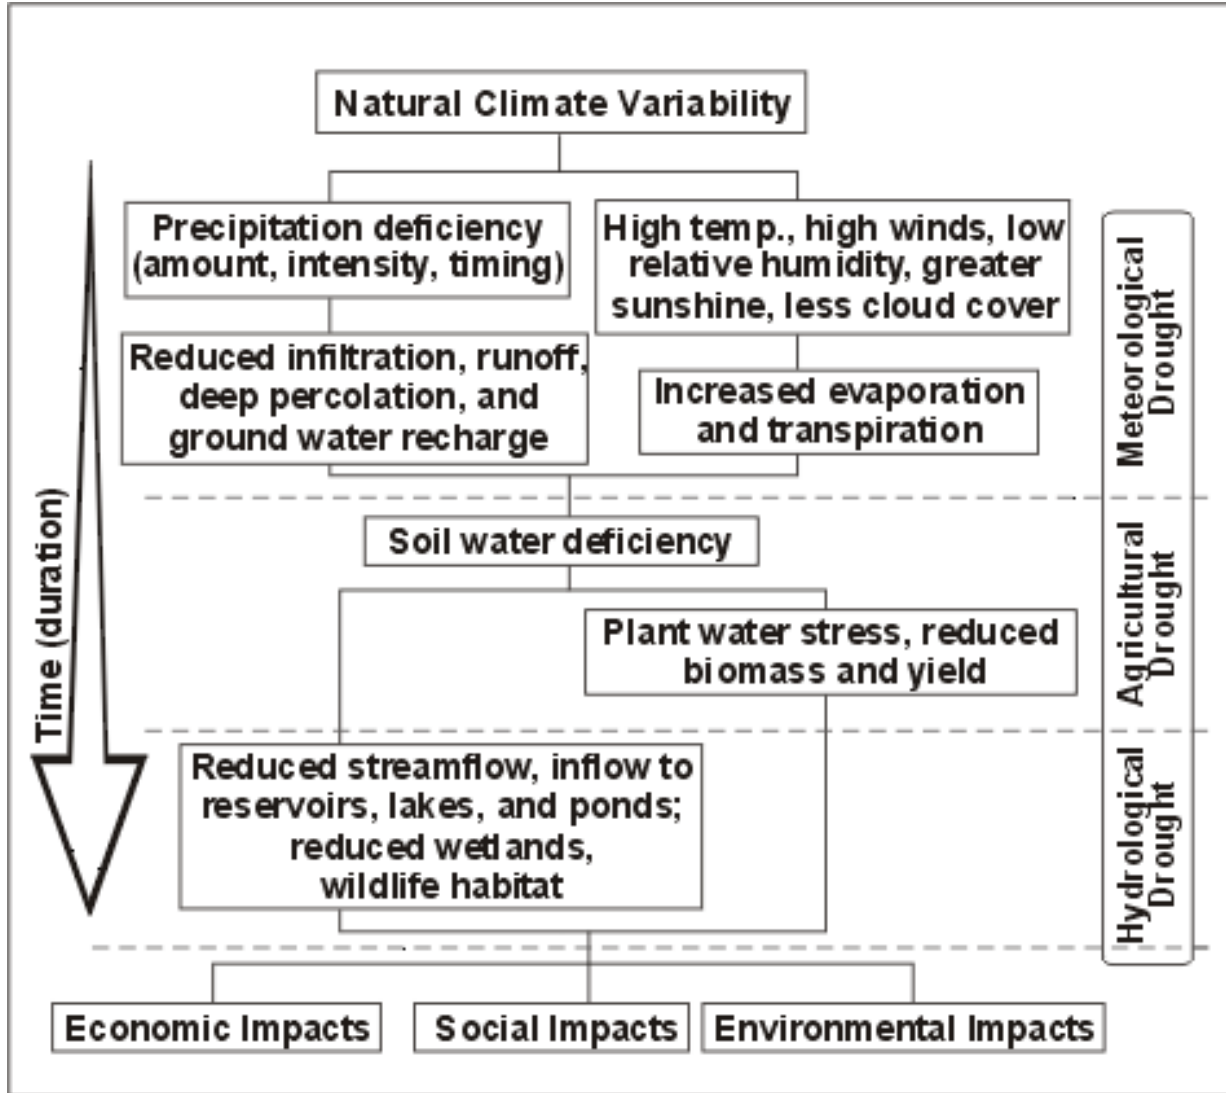 Natural Climate Variability
Precipitation deficiency
(amount, intensity, timing)
High temp., high winds, low
relative humidity, greater
sunshine, less cloud cover
Reduced infiltration, runoff,
deep percolation, and
ground water recharge
Increased evaporation
and transpiration
Meteorological
Drought
Time (duration)
Soil water deficiency
Plant water stress, reduced
biomass and yield
Agricultural
Drought
Reduced streamflow, inflow to
reservoirs, lakes, and ponds;
reduced wetlands,
wildlife habitat
Hydrological
Drought
Economic Impacts
Social Impacts
Environmental Impacts